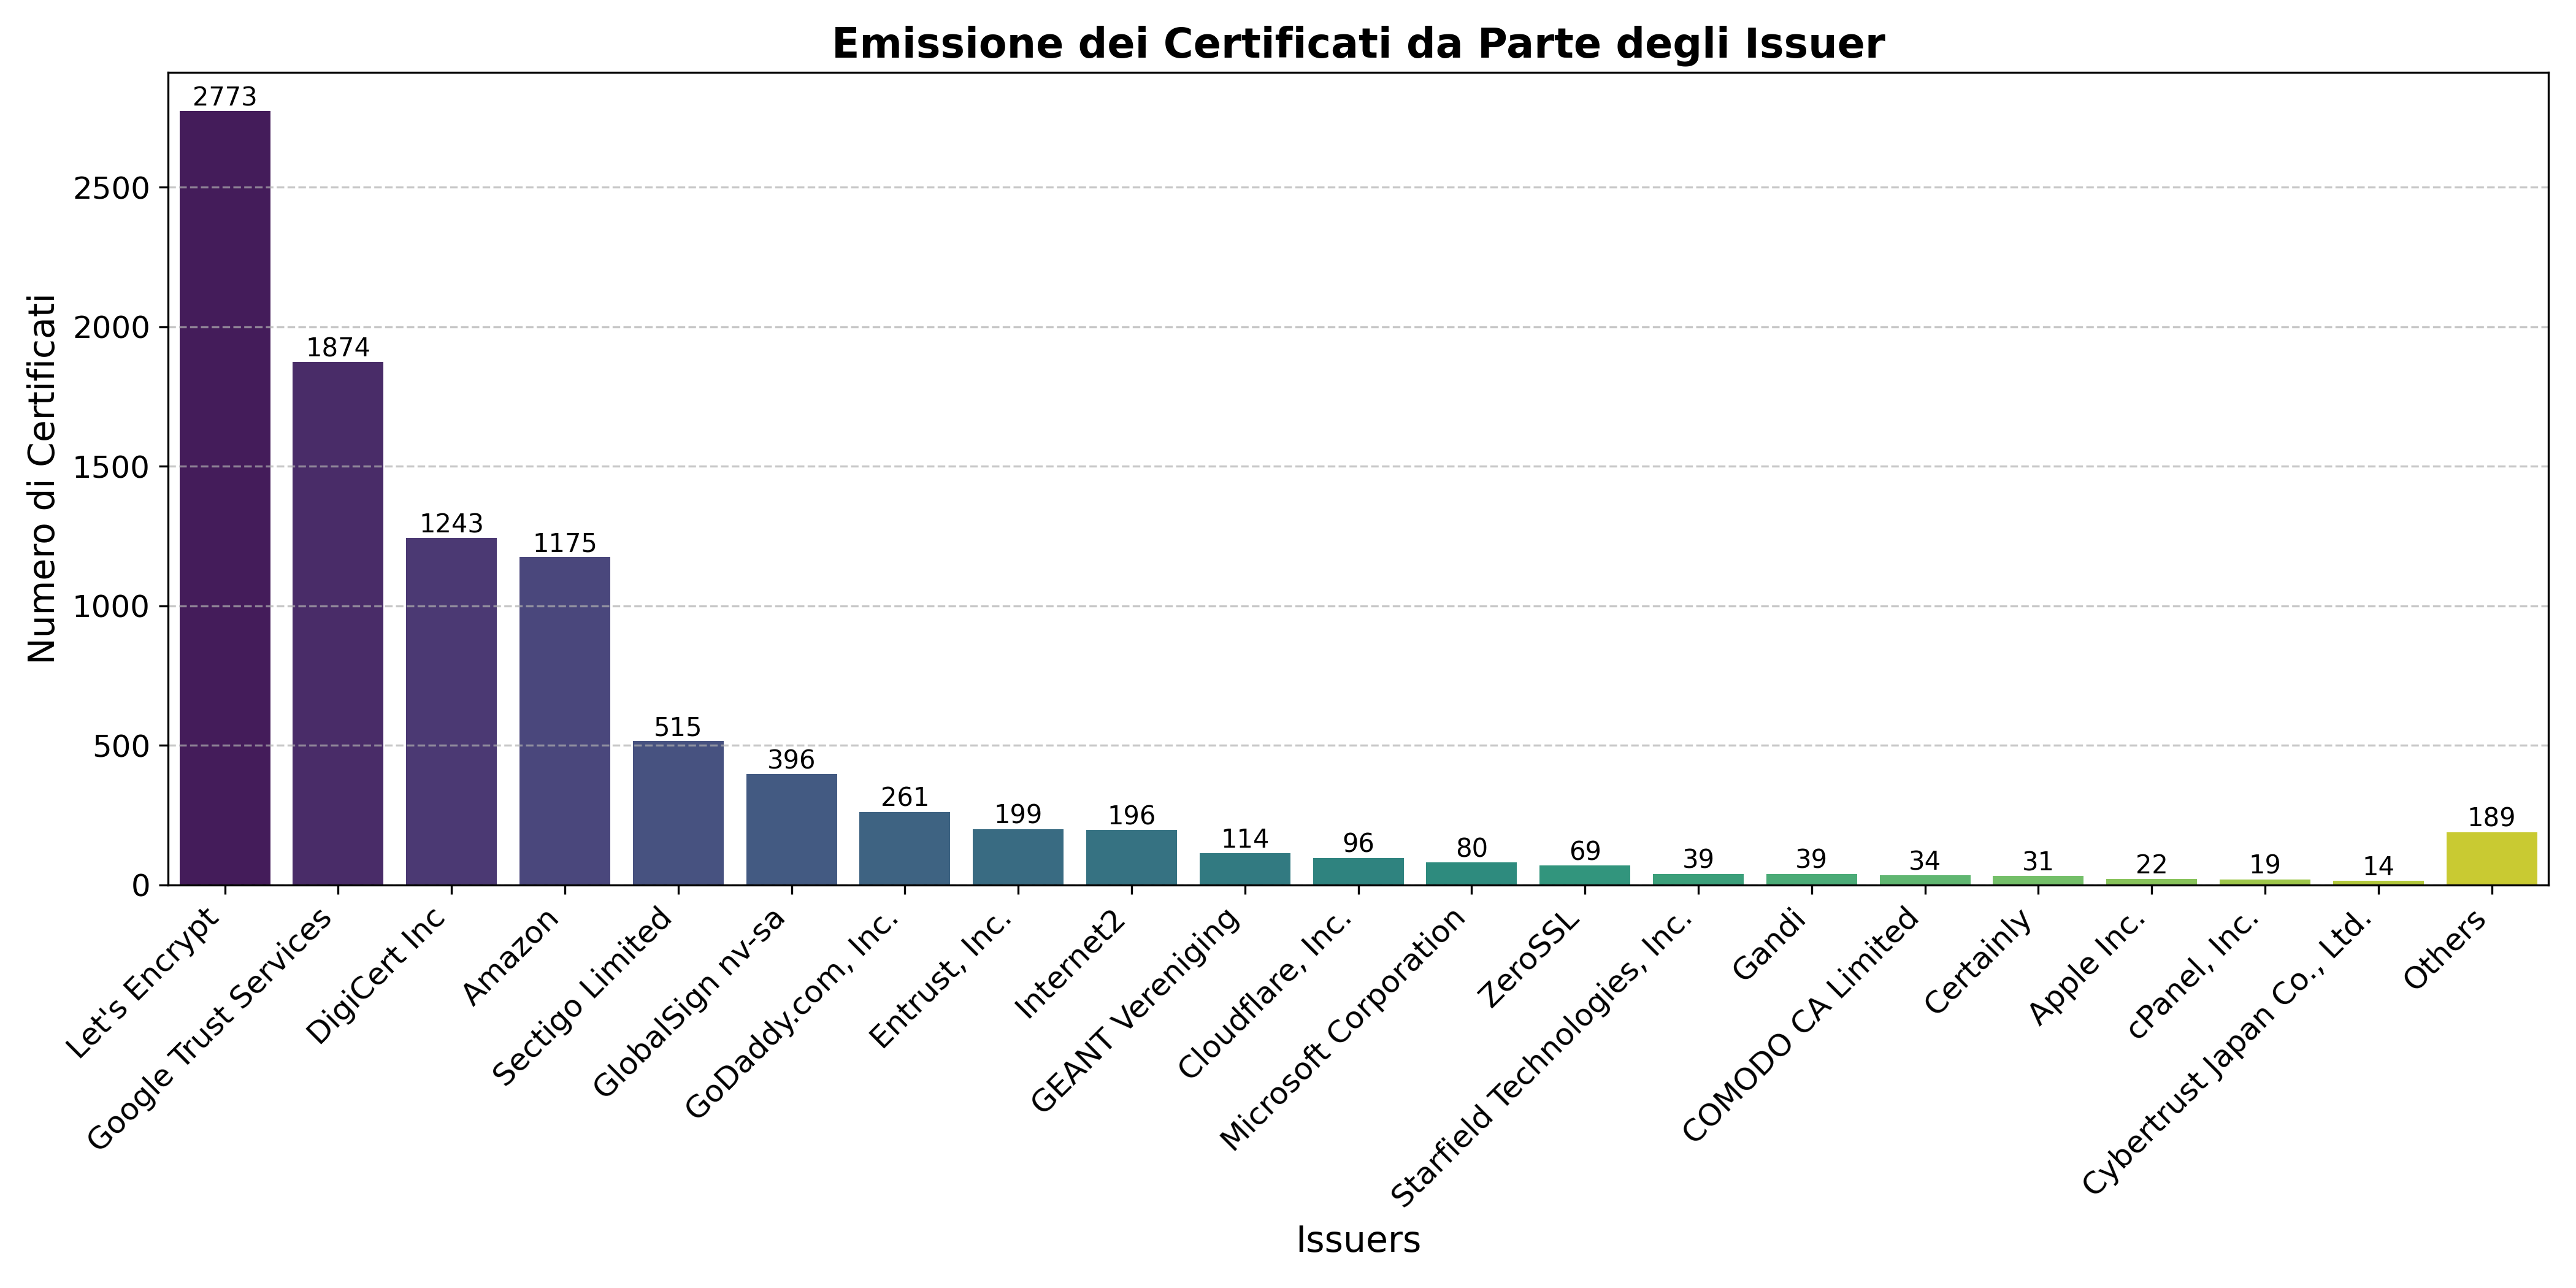 Emissione dei Certificati da Parte degli Issuer
Numero di Certificati
2500
2000
1500
1000
500
0
2773
1874
1243
1175
515
396
261
199
196
114
96
80
69
39
39
34
31
22
19
14
189
Let's Encrypt
Google Trust Services
DigiCert Inc
Amazon
Sectigo Limited
GlobalSign nv-sa
GoDaddy.com, Inc.
Entrust, Inc.
Internet2
GEANT Vereniging
Cloudflare, Inc.
Microsoft Corporation
ZeroSSL
Starfield Technologies, Inc.
Gandi
COMODO CA Limited
Certainly
Apple Inc.
cPanel, Inc.
Cybertrust Japan Co., Ltd.
Others
Issuers